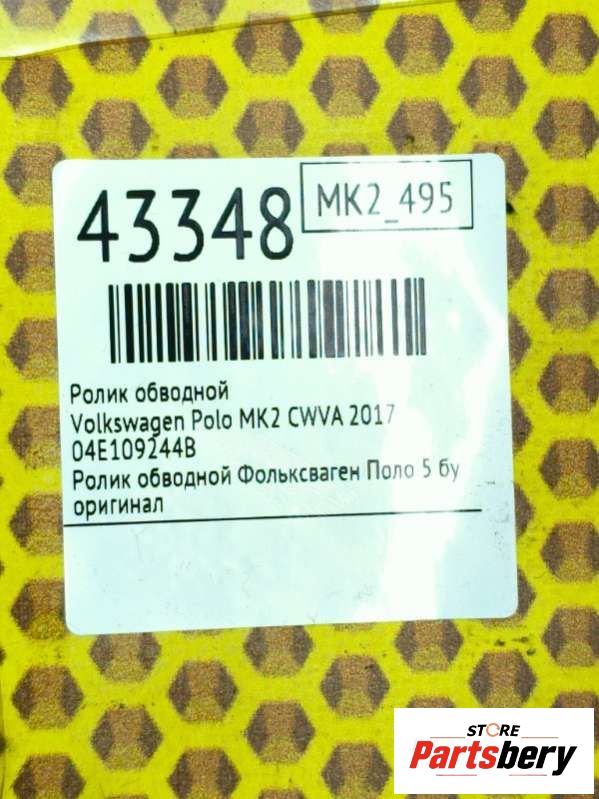 43348
MK2_495
Ролик обводной
Volkswagen Polo MK2 CWVA 2017
04E109244B
Ролик обводной Фольксваген Поло 5 бу
оригинал
STORE
Partsbery